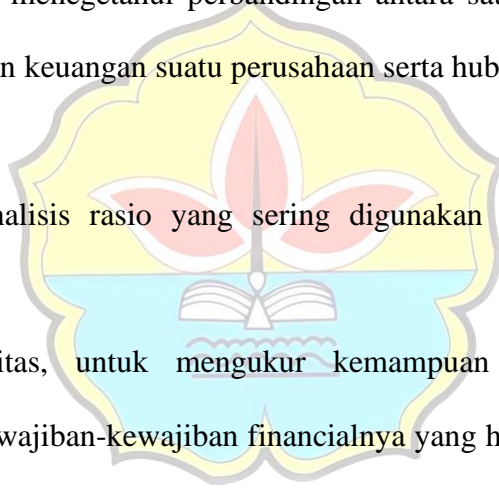 menegetahui perbandingan antara sat
n keuangan suatu perusahaan serta hub
nalisis rasio yang sering digunakan
itas, untuk mengukur kemampuan
wajiban-kewajiban financialnya yang h